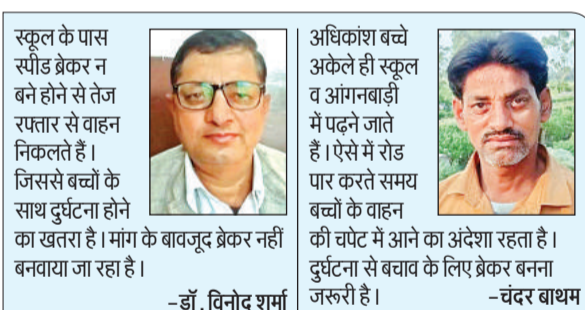 स्कूल के पास
स्पीड ब्रेकर न
बने होने से तेज
रफ्तार से वाहन
निकलते हैं।
जिससे बच्चों के
साथ दुर्घटना होने
का खतरा है। मांग के बावजूद ब्रेकर नहीं
बनवाया जा रहा है।
-डॉ. विनोद शर्मा
अधिकांश बच्चे
अकेले ही स्कूल
व आंगनबाड़ी
में पढ़ने जाते
हैं। ऐसे में रोड
पार करते समय
बच्चों के वाहन
की चपेट में आने का अंदेशा रहता है।
दुर्घटना से बचाव के लिए ब्रेकर बनना
जरूरी है।
-चंदर बाथम